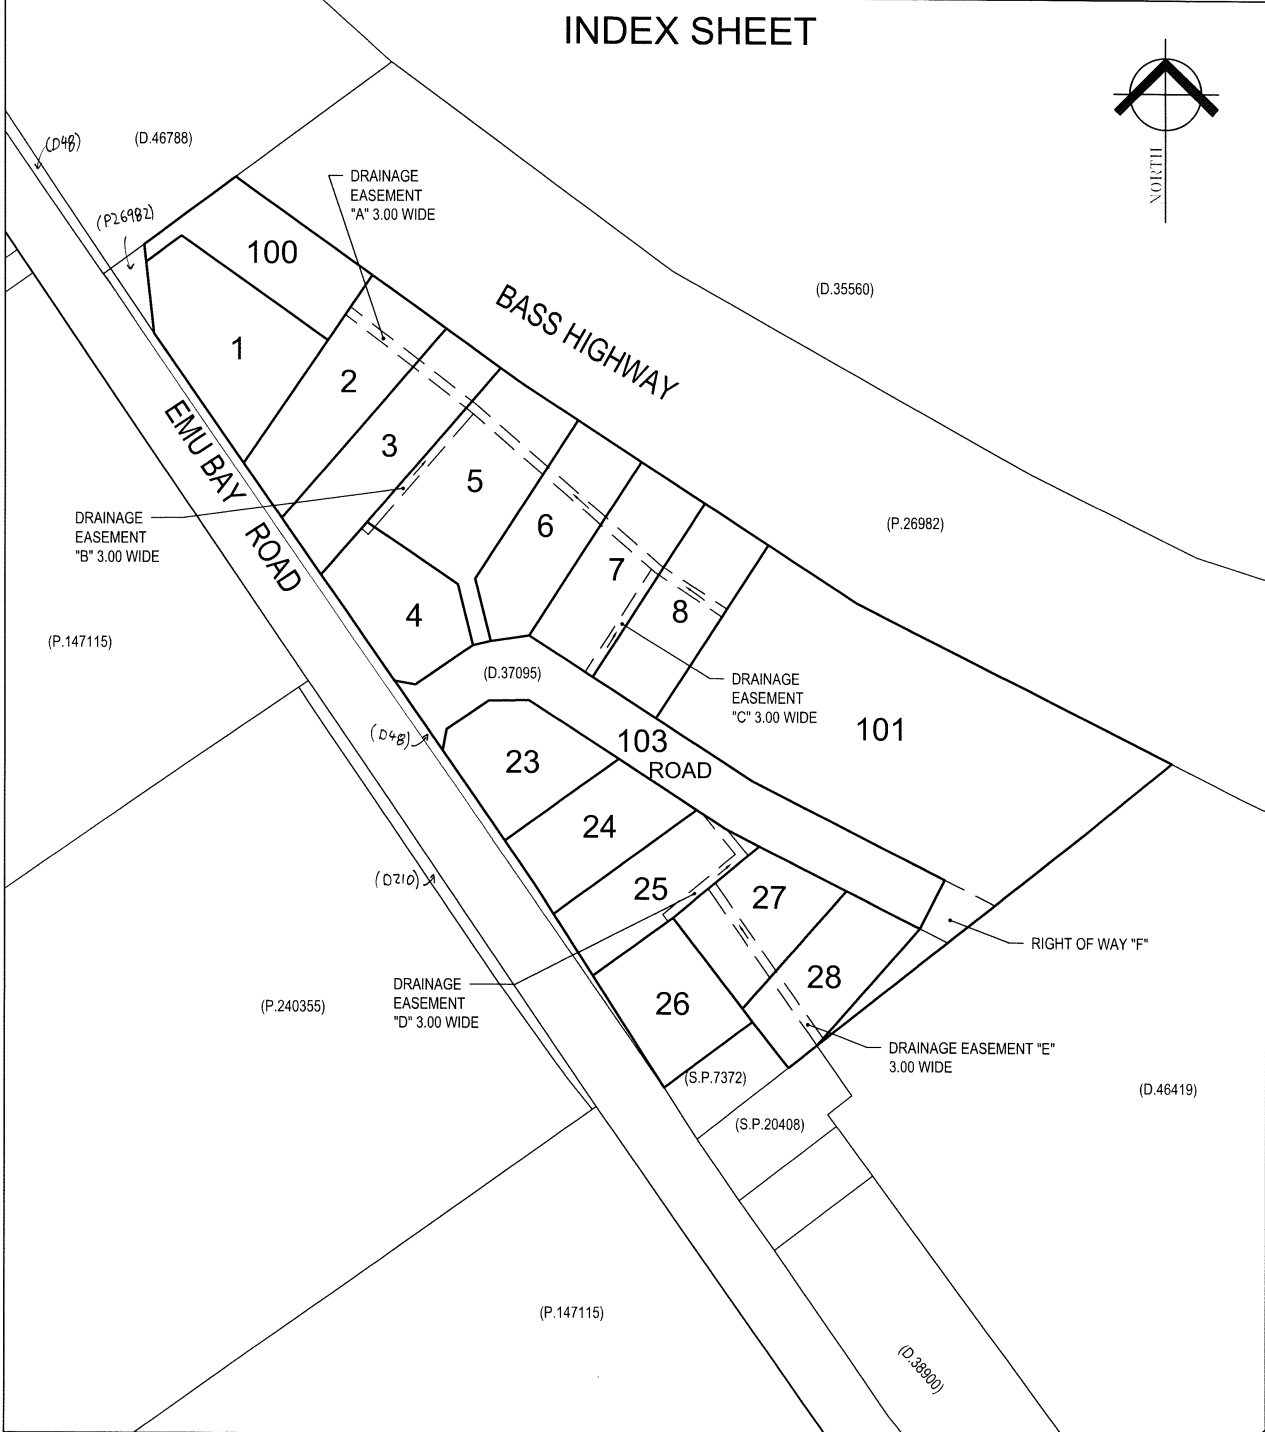 INDEX SHEET
NORTH
(D48)
(D.46788)
(P26982)
DRAINAGE
EASEMENT
"A" 3.00 WIDE
100
BASS HIGHWAY
(D.35560)
1
2
3
5
EMU BAY ROAD
DRAINAGE
EASEMENT
"B" 3.00 WIDE
6
(P.26982)
7
8
4
(P.147115)
(D.37095)
DRAINAGE
EASEMENT
"C" 3.00 WIDE
101
(D48)
23
103
ROAD
24
(D210)
25
27
RIGHT OF WAY "F"
28
DRAINAGE
EASEMENT
"D" 3.00 WIDE
26
(P.240355)
DRAINAGE EASEMENT "E"
3.00 WIDE
(S.P.7372)
(D.46419)
(S.P.20408)
(P.147115)
(D.38900)